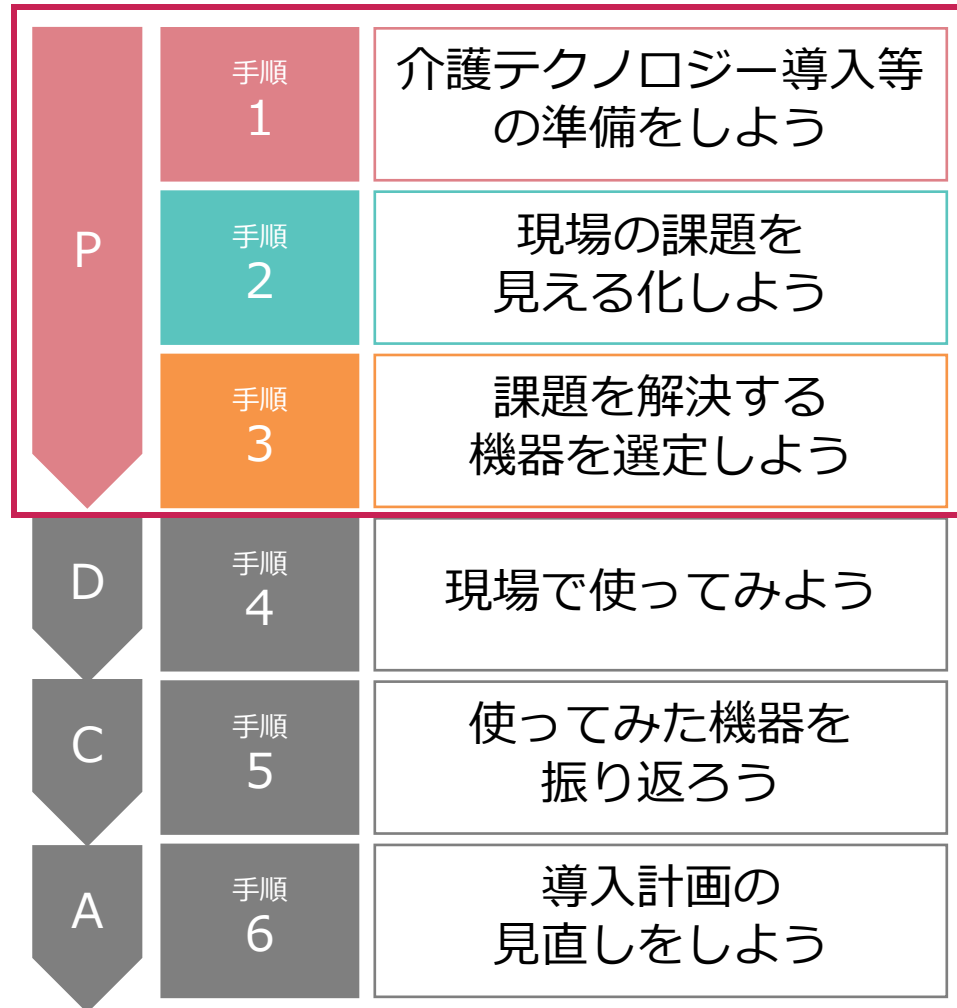 P
手順
1
介護テクノロジー導入等
の準備をしよう
手順
2
現場の課題を
見える化しよう
手順
3
課題を解決する
機器を選定しよう
D
手順
4
現場で使ってみよう
C
手順
5
使ってみた機器を
振り返ろう
A
手順
6
導入計画の
見直しをしよう